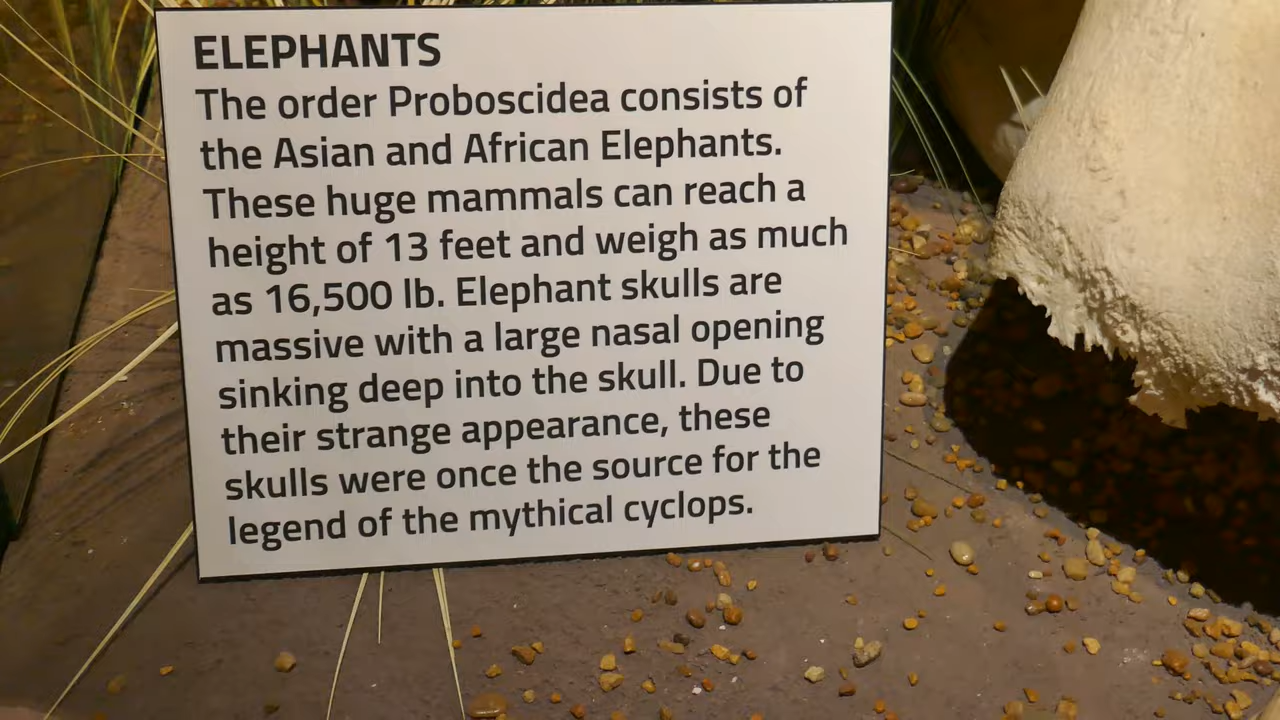 ELEPHANTS
The order Proboscidea consists of
the Asian and African Elephants.
These huge mammals can reach a
height of 13 feet and weigh as much
as 16,500 lb. Elephant skulls are
massive with a large nasal opening
sinking deep into the skull. Due to
their strange appearance, these
skulls were once the source for the
legend of the mythical cyclops.